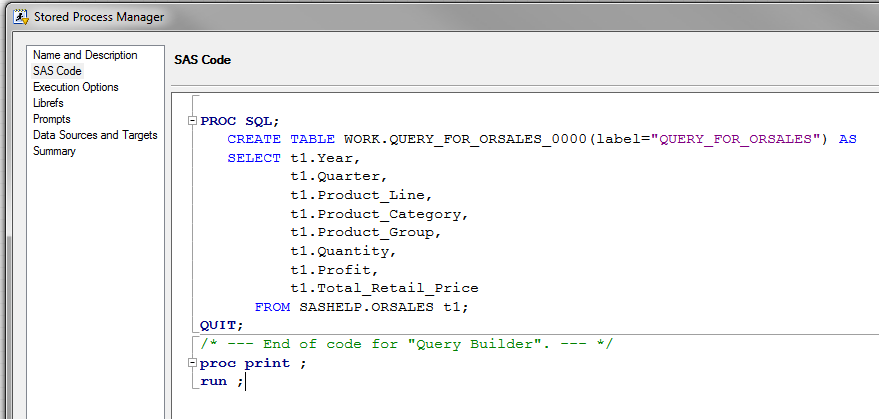 Stored Process Manager
Name and Description
SAS Code
Execution Options
Librefs
Prompts
Data Sources and Targets
Summary
SAS Code
PROC SQL;
CREATE TABLE WORK.QUERY_FOR_ORSALES_0000(label="QUERY_FOR_ORSALES") AS
SELECT t1.Year,
t1.Quarter,
t1.Product_Line,
t1.Product_Category,
t1.Product_Group,
t1.Quantity,
t1.Profit,
t1.Total_Retail_Price
FROM SASHELP.ORSALES t1;
QUIT;
/* --- End of code for "Query Builder". --- */
proc print ;
run ;